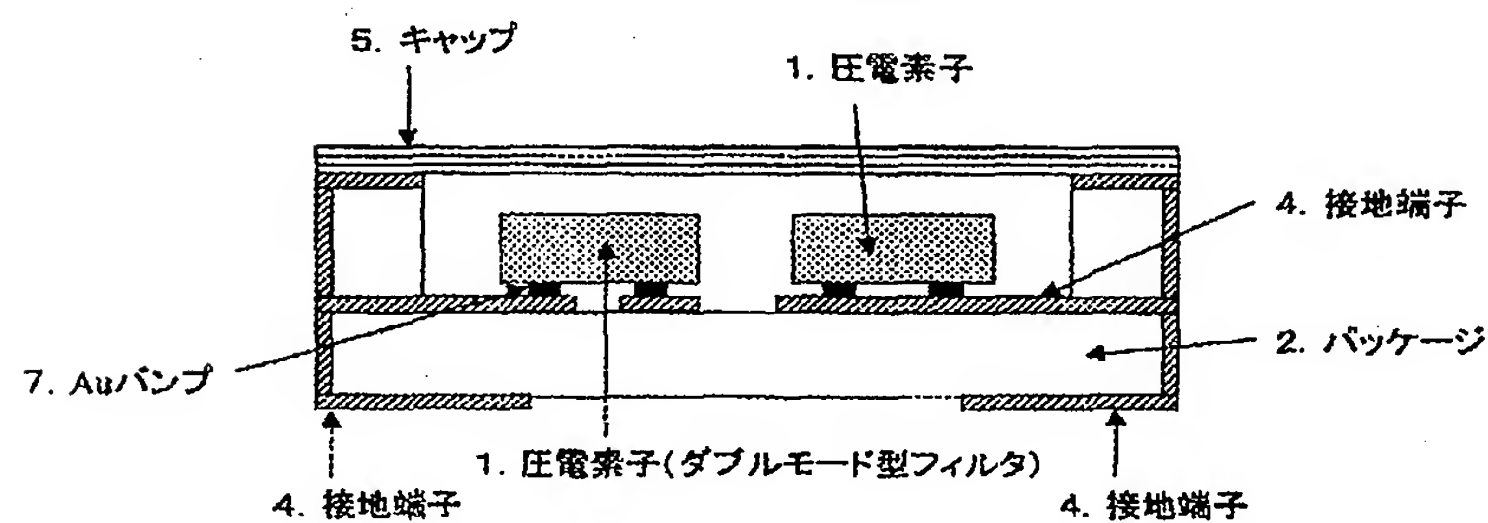 5. キャップ
1. 圧電素子
4. 接地端子
2. パッケージ
7. Auバンプ
1. 圧電素子(ダブルモード型フィルタ)
4. 接地端子
4. 接地端子